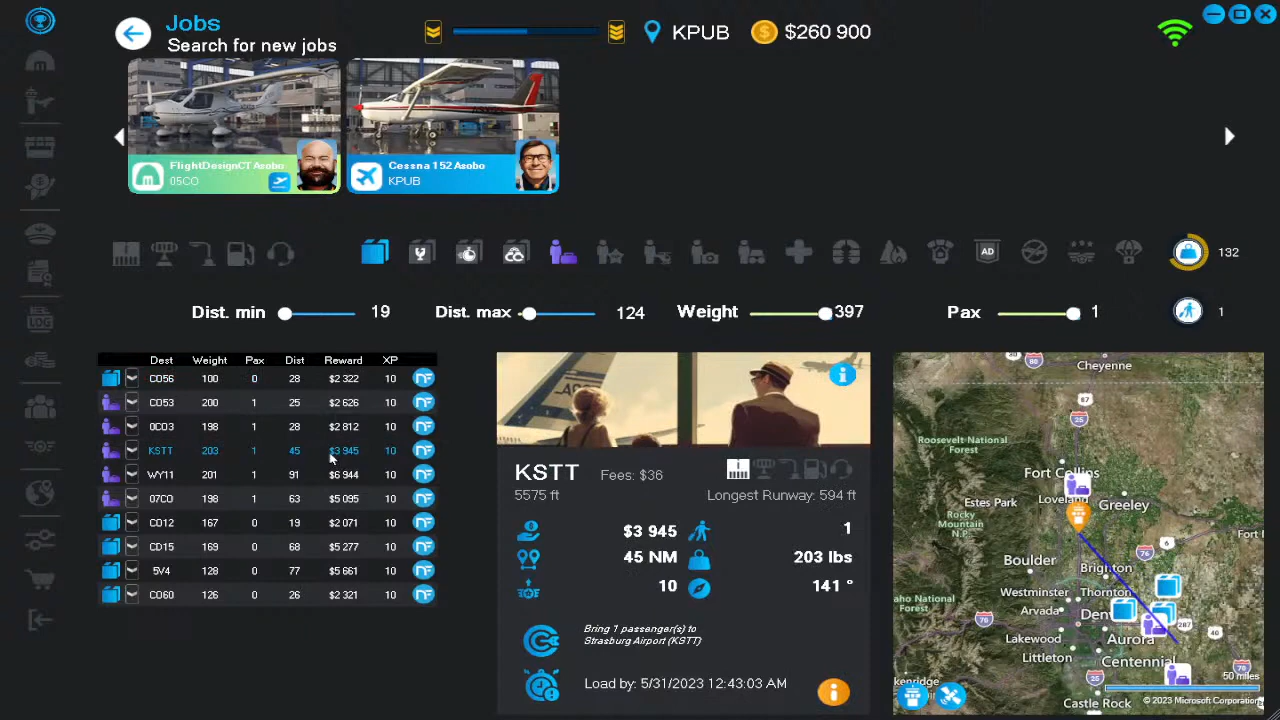 Jobs
Search for new jobs
KPUB
$260 900
FlightDesignCT Asobo
05CO
Cessna 152 Asobo
KPUB
AD
132
Dist. min
19
Dist. max
124
Weight
397
Pax
1
1
Dest Weight Pax Dist Reward XP
CO56 100 0 28 $2 322 10
CO53 200 1 25 $2 626 10
0CO3 198 1 28 $2 812 10
KSTT 203 1 45 $3 945 10
WY11 201 1 91 $6 944 10
07CO 198 1 63 $5 095 10
CO12 167 0 19 $2 071 10
CD15 169 0 68 $5 277 10
5V4 128 0 77 $5 661 10
CO60 126 0 26 $2 321 10
KSTT
Fees: $36
5575 ft
Longest Runway: 594 ft
$3 945
1
45 NM
203 lbs
10
141 °
Bring 1 passenger(s) to
Strasburg Airport (KSTT)
Load by: 5/31/2023 12:43:03 AM
Cheyenne
Roosevelt National
Forest
Fort Collins
Loveland
Greeley
Estes Park
Rocky
Mountain
N.P.
Boulder
Brighton
Westminster
Thornton
Arvada
Lakewood
Aurora
Littleton
Centennial
Castle Rock
50 miles
© 2023 Microsoft Corporation